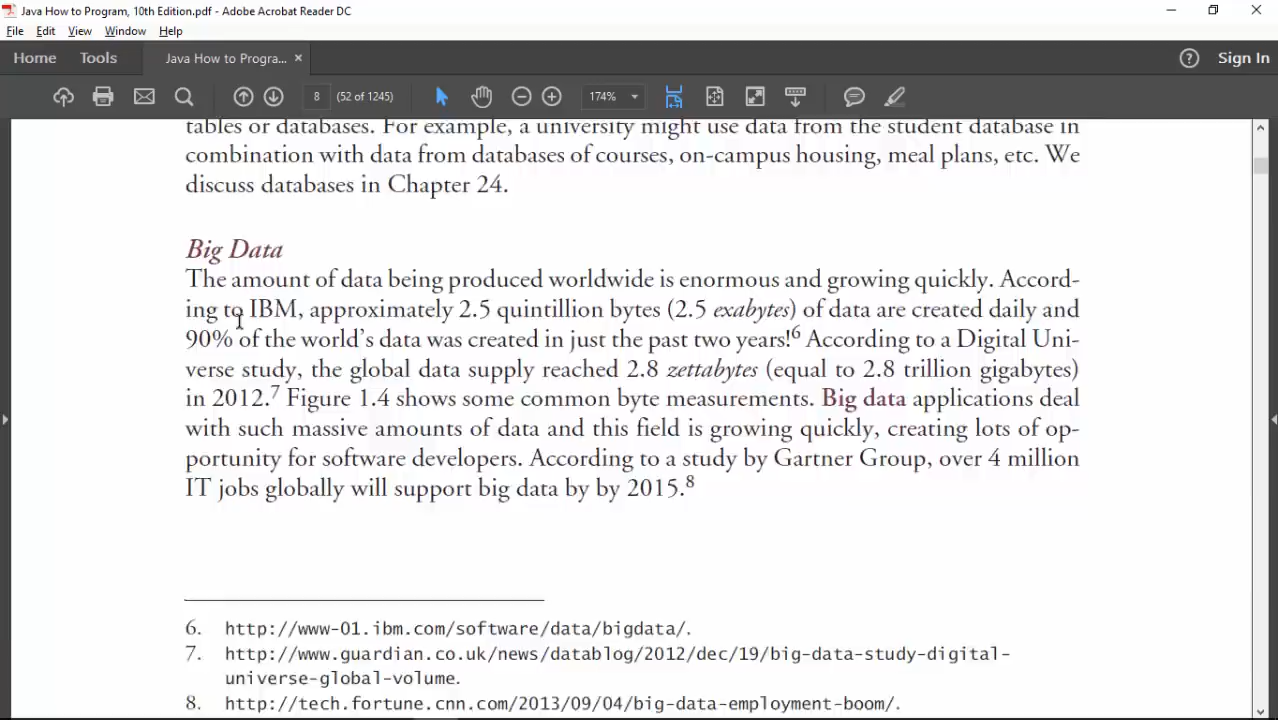 Java How to Program, 10th Edition.pdf - Adobe Acrobat Reader DC
File Edit View Window Help
Home Tools Java How to Progra... × Sign In
8 (52 of 1245) 174%
tables or databases. For example, a university might use data from the student database in
combination with data from databases of courses, on-campus housing, meal plans, etc. We
discuss databases in Chapter 24.
Big Data
The amount of data being produced worldwide is enormous and growing quickly. Accord-
ing to IBM, approximately 2.5 quintillion bytes (2.5 exabytes) of data are created daily and
90% of the world's data was created in just the past two years!6 According to a Digital Uni-
verse study, the global data supply reached 2.8 zettabytes (equal to 2.8 trillion gigabytes)
in 2012.7 Figure 1.4 shows some common byte measurements. Big data applications deal
with such massive amounts of data and this field is growing quickly, creating lots of op-
portunity for software developers. According to a study by Gartner Group, over 4 million
IT jobs globally will support big data by by 2015.8
6. http://www-01.ibm.com/software/data/bigdata/.
7. http://www.guardian.co.uk/news/datablog/2012/dec/19/big-data-study-digital-
universe-global-volume.
8. http://tech.fortune.cnn.com/2013/09/04/big-data-employment-boom/.